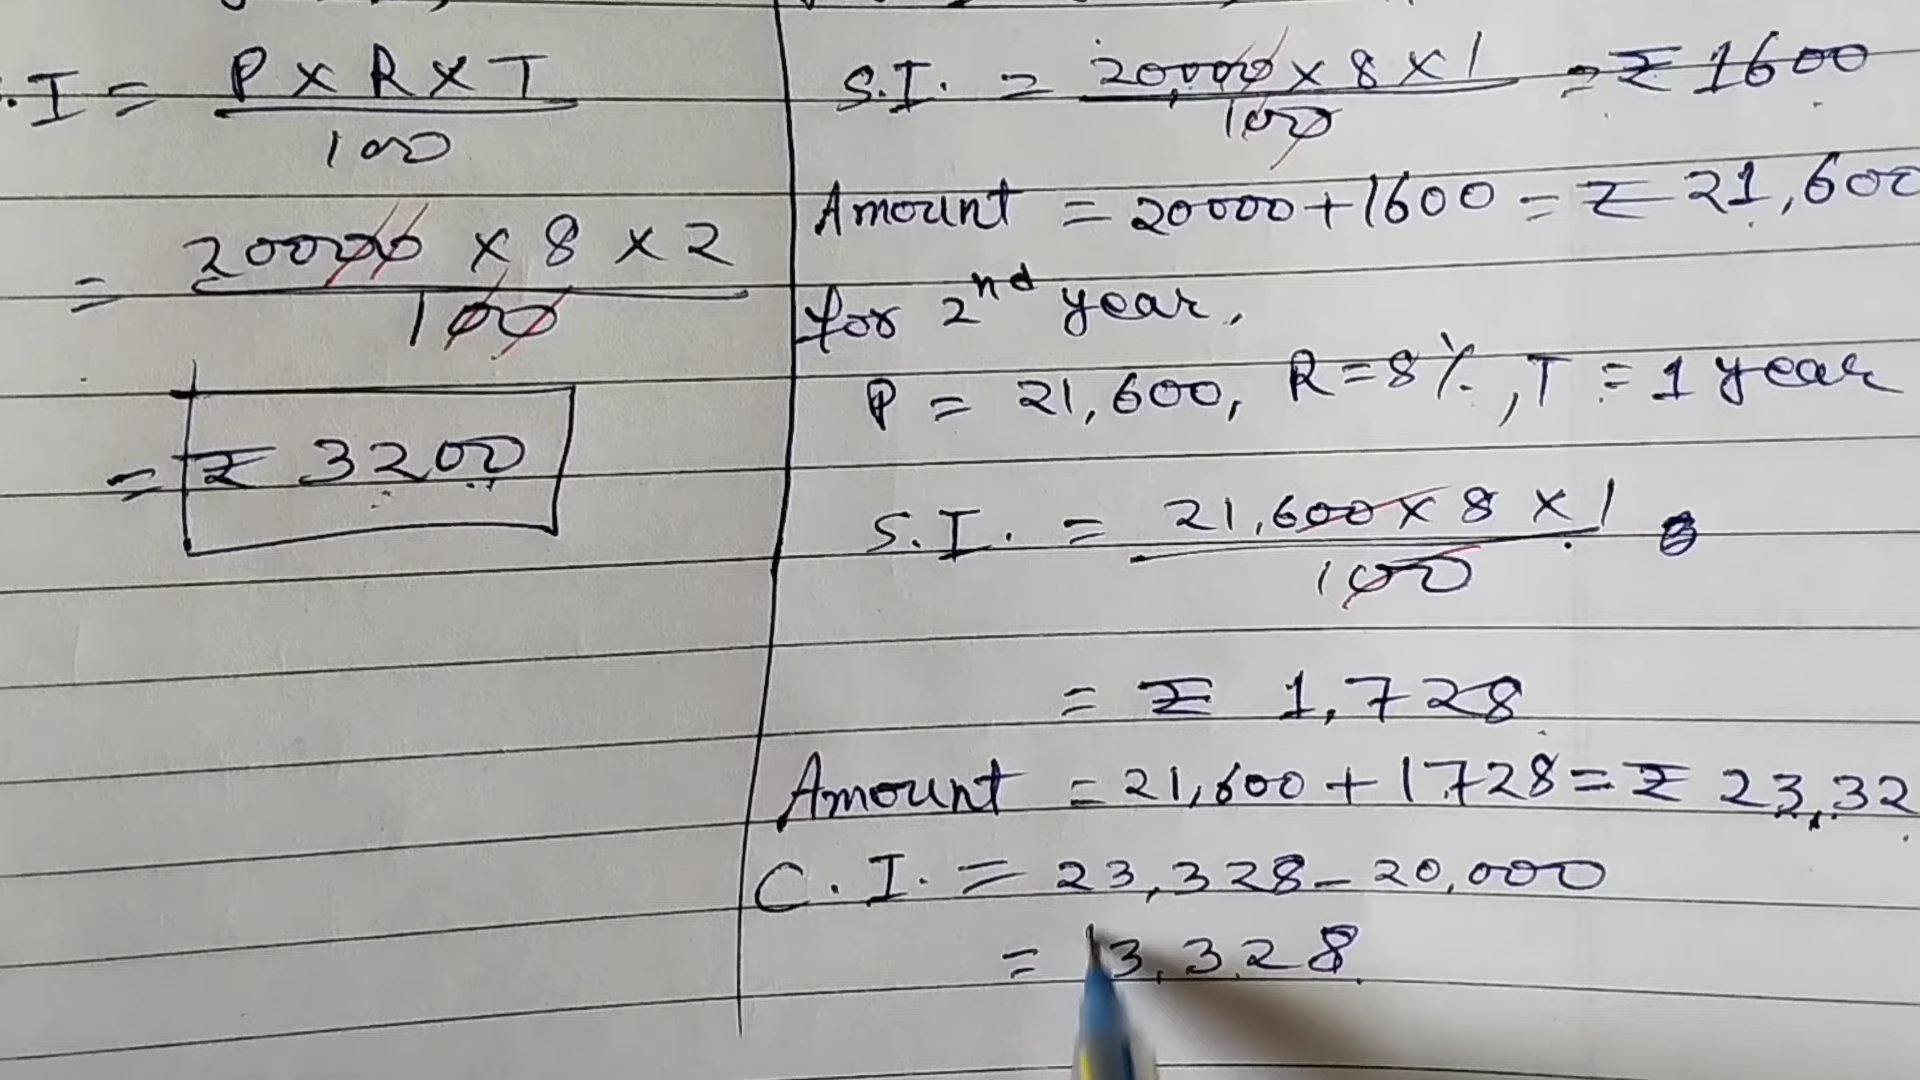 .I = P × R × T / 100
= 20000 × 8 × 2 / 100
= ₹ 3200
S.I. = 20,000 × 8 × 1 / 100 = ₹ 1600
Amount = 20000 + 1600 = ₹ 21,600
for 2nd year,
P = 21,600, R = 8%, T = 1 year
S.I. = 21,600 × 8 × 1 / 100
= ₹ 1,728
Amount = 21,600 + 1728 = ₹ 23,32
C.I. = 23,328 - 20,000
= 3,328